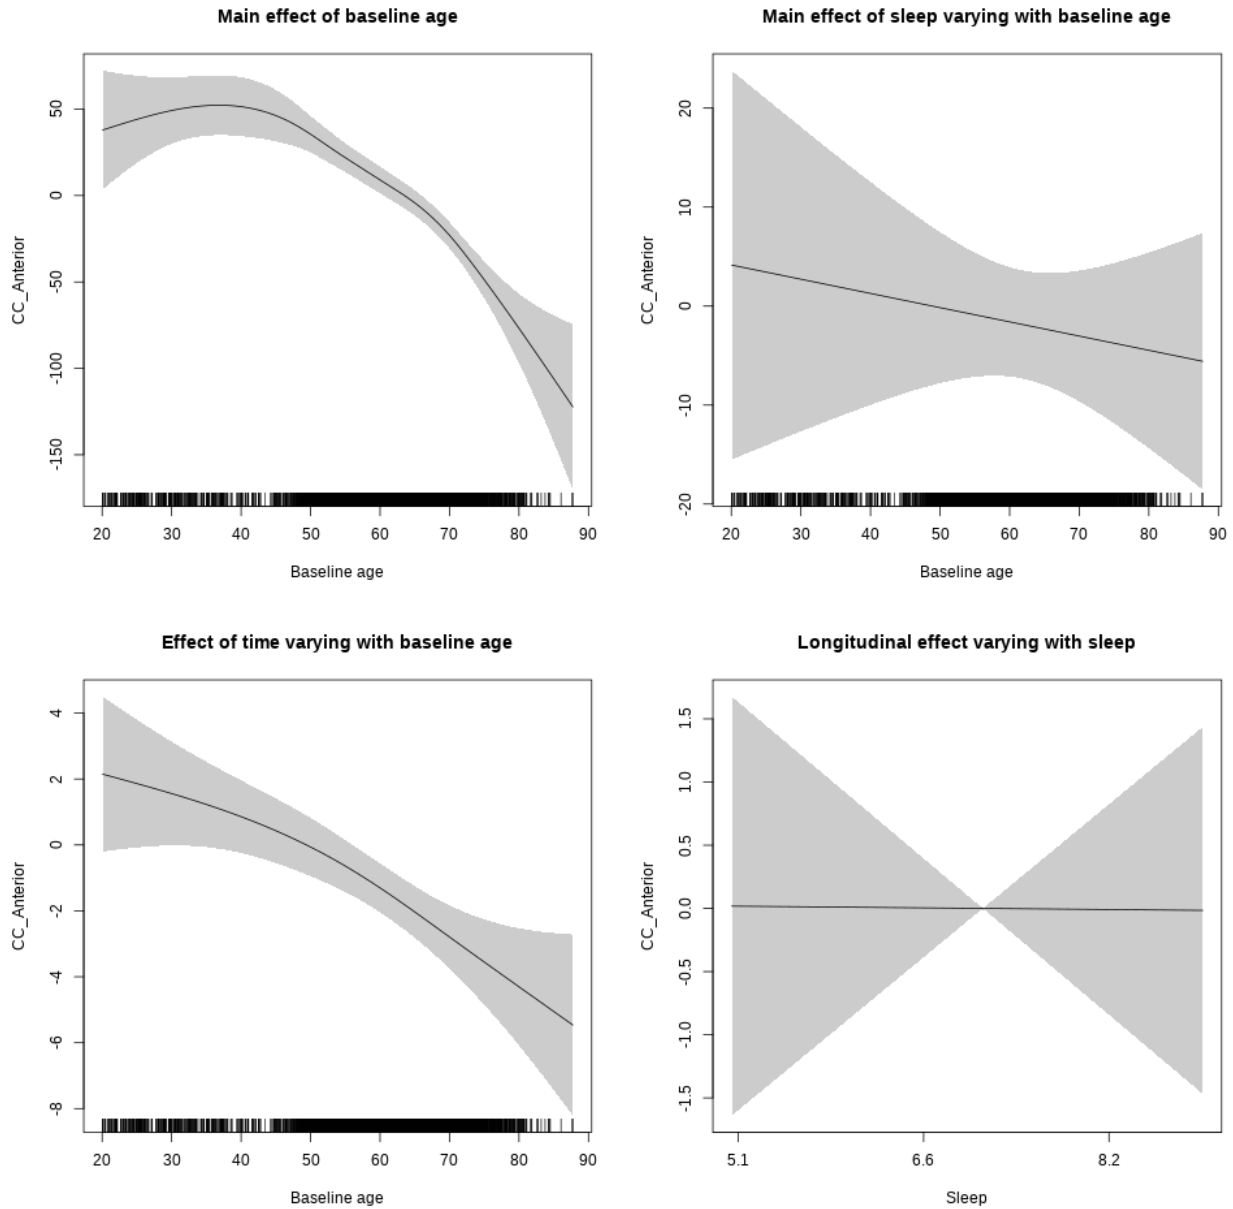 Main effect of baseline age
CC_Anterior
50
0
-50
-100
-150
20 30 40 50 60 70 80 90
Baseline age
Main effect of sleep varying with baseline age
CC_Anterior
20
10
0
-10
-20
20 30 40 50 60 70 80 90
Baseline age
Effect of time varying with baseline age
CC_Anterior
4
2
0
-2
-4
-6
-8
20 30 40 50 60 70 80 90
Baseline age
Longitudinal effect varying with sleep
CC_Anterior
1.5
1.0
0.5
0.0
-0.5
-1.0
-1.5
5.1 6.6 8.2
Sleep